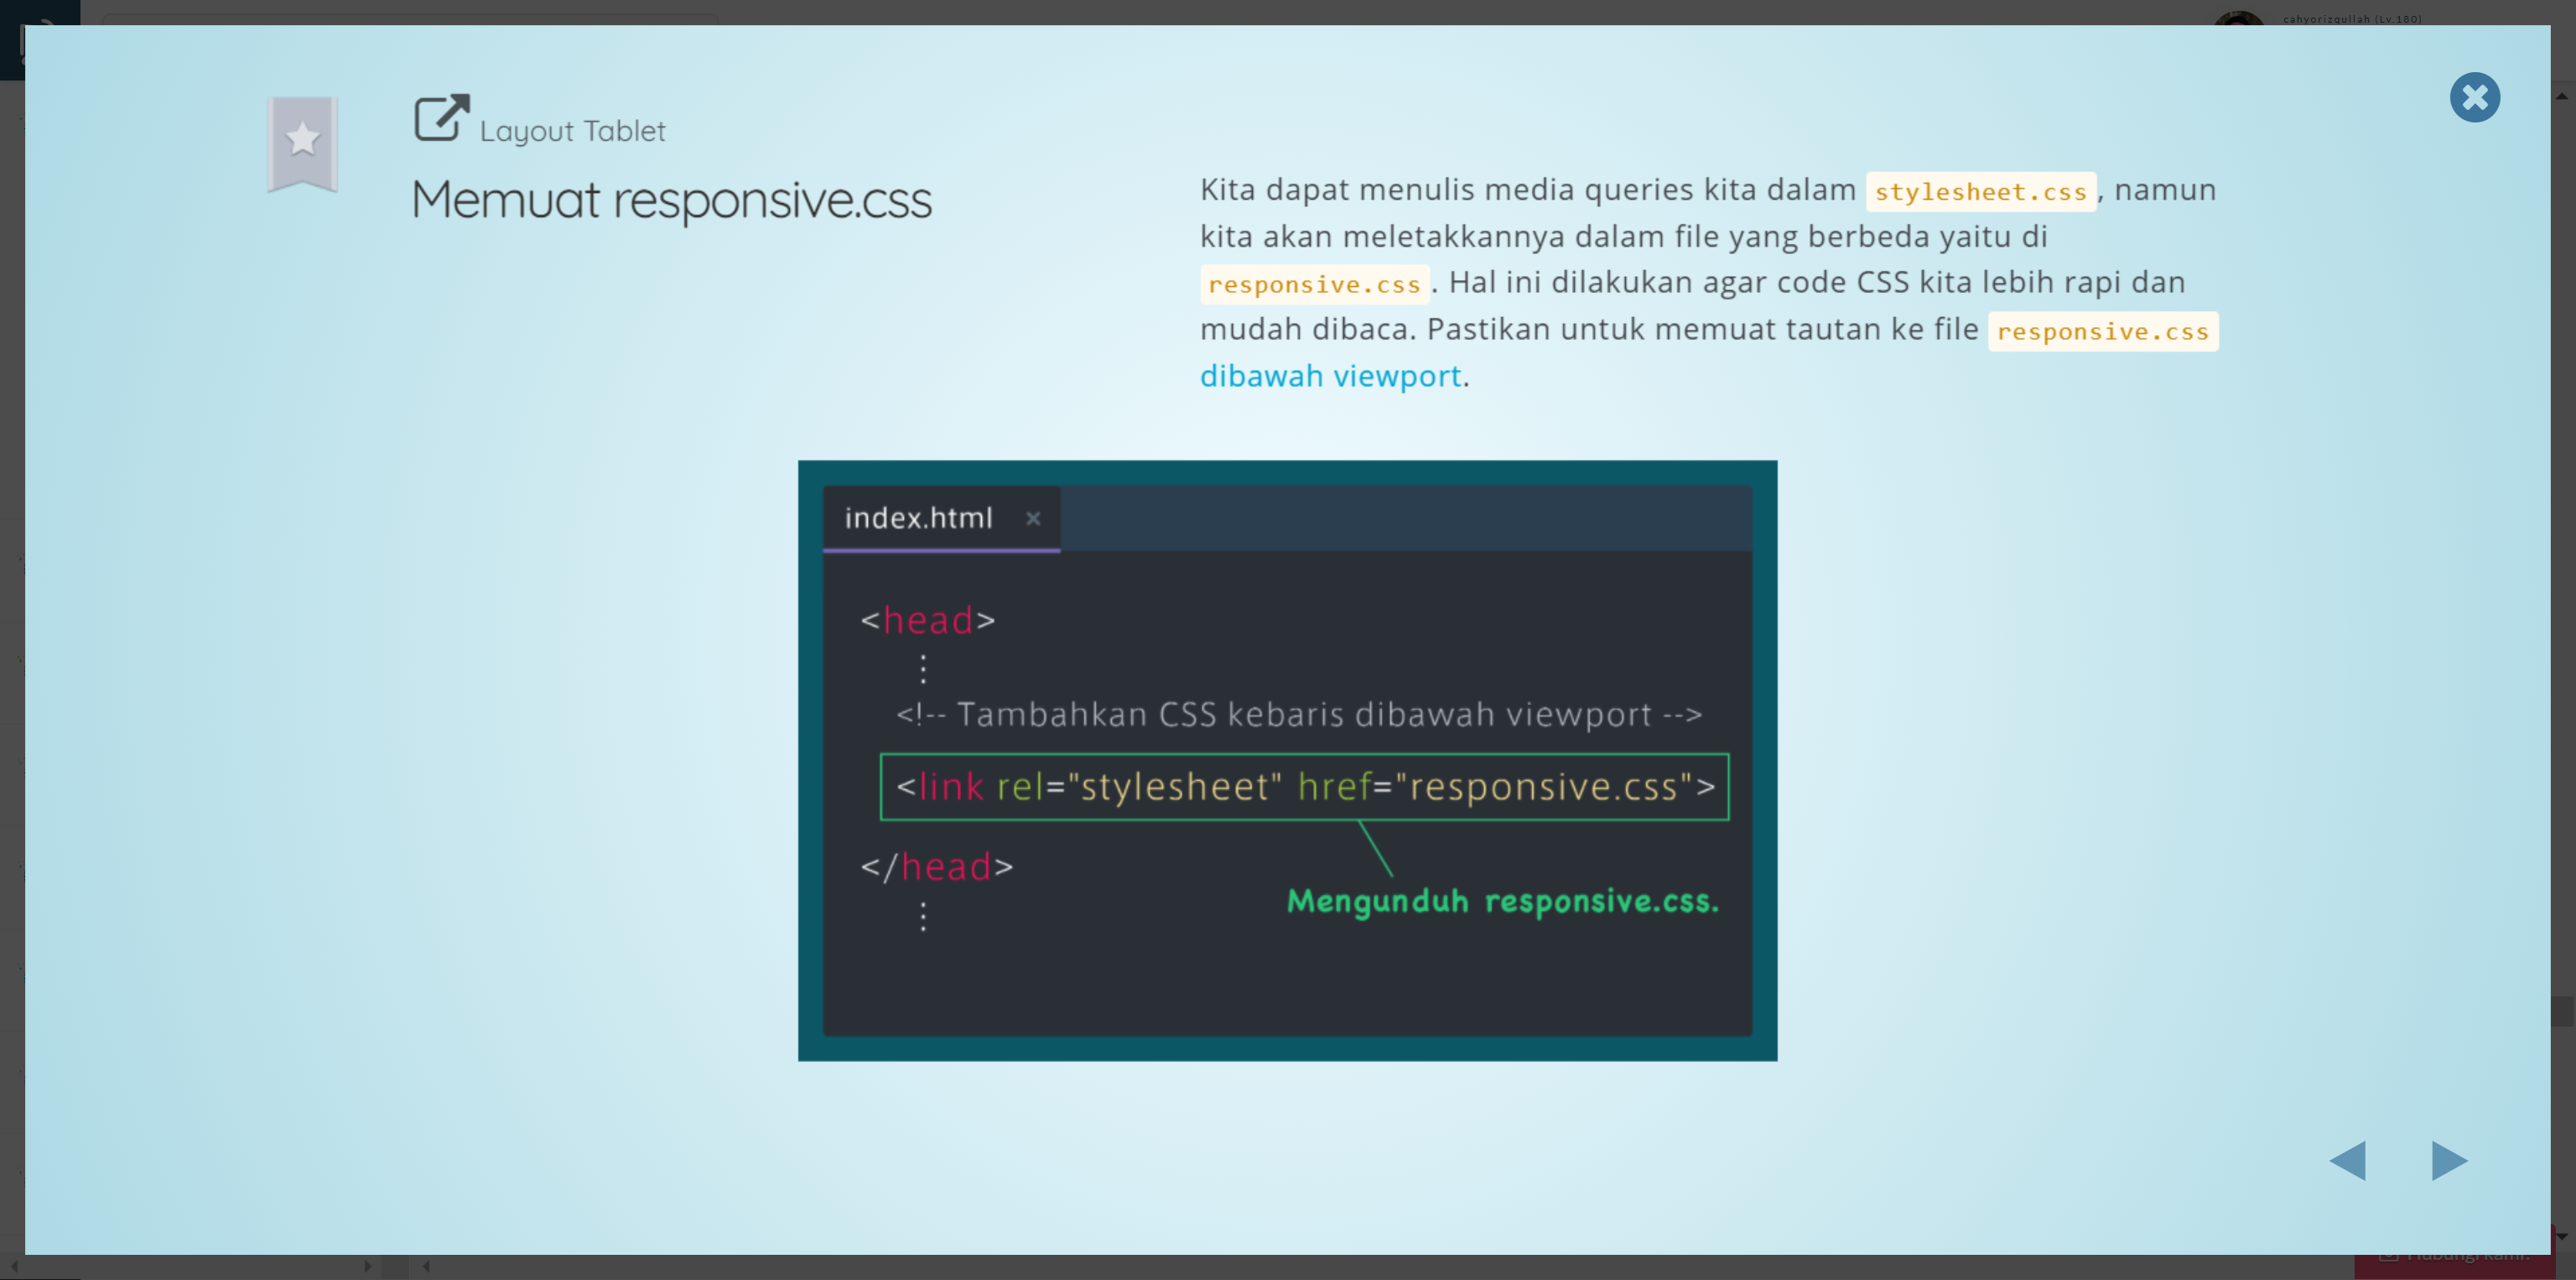 cahyorizqullah (Lv.180)
Layout Tablet
Memuat responsive.css
Kita dapat menulis media queries kita dalam stylesheet.css, namun
kita akan meletakkannya dalam file yang berbeda yaitu di
responsive.css. Hal ini dilakukan agar code CSS kita lebih rapi dan
mudah dibaca. Pastikan untuk memuat tautan ke file responsive.css
dibawah viewport.
index.html ×
<head>
⋮
<!-- Tambahkan CSS kebaris dibawah viewport -->
<link rel="stylesheet" href="responsive.css">
</head>
Mengunduh responsive.css.
⋮
Hubungi kami!